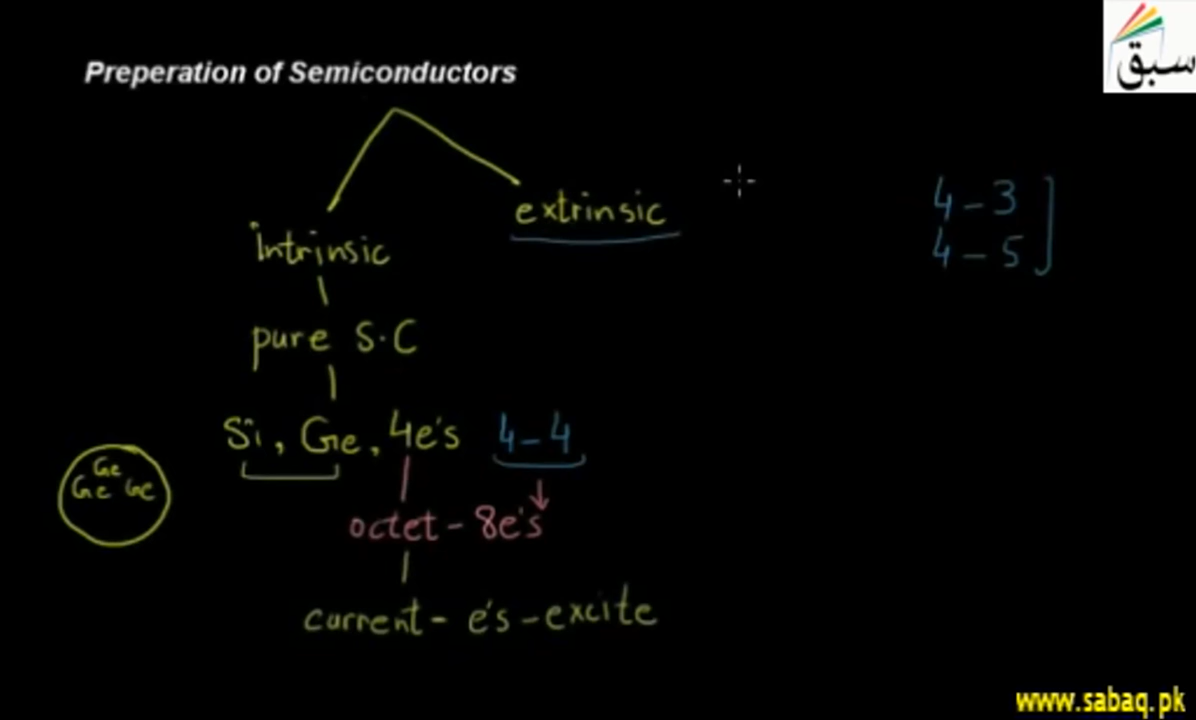 سبق
Preperation of Semiconductors
4-3
4-5
extrinsic
intrinsic
pure S.C
Si, Ge, 4e's 4-4
Ge
Ge Ge
octet - 8e's
current - e's - excite
www.sabaq.pk